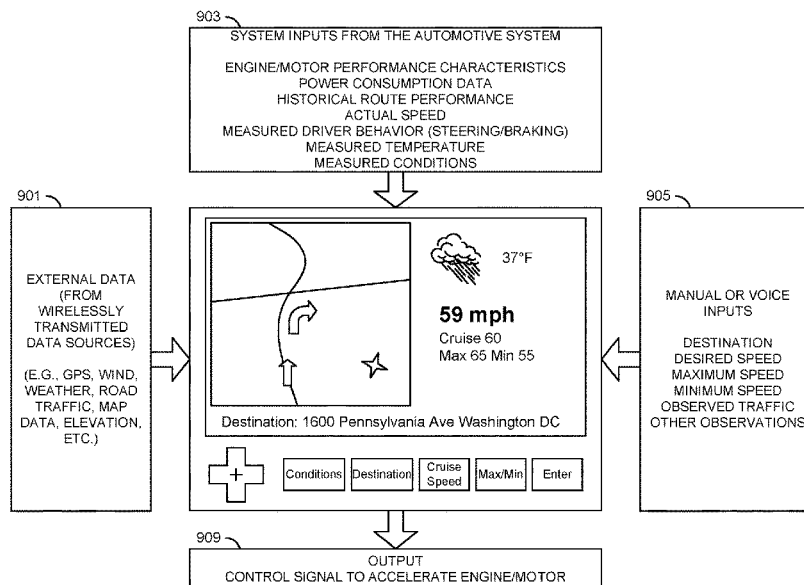 903
SYSTEM INPUTS FROM THE AUTOMOTIVE SYSTEM
ENGINE/MOTOR PERFORMANCE CHARACTERISTICS
POWER CONSUMPTION DATA
HISTORICAL ROUTE PERFORMANCE
ACTUAL SPEED
MEASURED DRIVER BEHAVIOR (STEERING/BRAKING)
MEASURED TEMPERATURE
MEASURED CONDITIONS
901
EXTERNAL DATA
(FROM
WIRELESSLY
TRANSMITTED
DATA SOURCES)
(E.G., GPS, WIND,
WEATHER, ROAD
TRAFFIC, MAP
DATA, ELEVATION,
ETC.)
37°F
59 mph
Cruise 60
Max 65 Min 55
Destination: 1600 Pennsylvania Ave Washington DC
Conditions
Destination
Cruise
Speed
Max/Min
Enter
905
MANUAL OR VOICE
INPUTS
DESTINATION
DESIRED SPEED
MAXIMUM SPEED
MINIMUM SPEED
OBSERVED TRAFFIC
OTHER OBSERVATIONS
909
OUTPUT
CONTROL SIGNAL TO ACCELERATE ENGINE/MOTOR